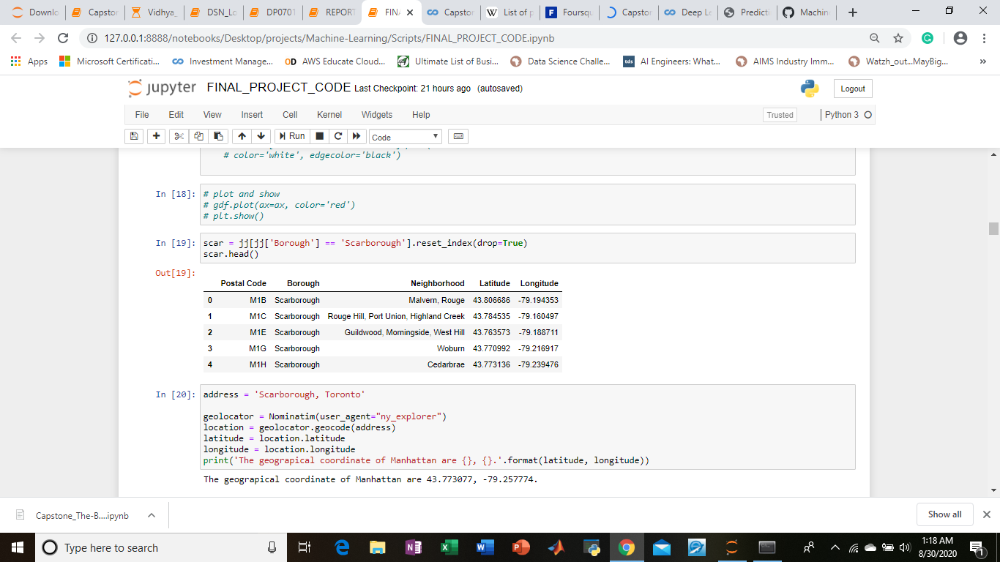 Downlo
Capston
Vidhya_
DSN_Lo
DP0701
REPORT
FINA
Capston
List of p
Foursqu
Capston
Deep Le
Predicti
Machin
127.0.0.1:8888/notebooks/Desktop/projects/Machine-Learning/Scripts/FINAL_PROJECT_CODE.ipynb
Apps Microsoft Certificati... Investment Manage... AWS Educate Cloud... Ultimate List of Busi... Data Science Challe... AI Engineers: What... AIMS Industry Imm... Watzh_out...MayBig...
jupyter FINAL_PROJECT_CODE Last Checkpoint: 21 hours ago (autosaved) Logout
File Edit View Insert Cell Kernel Widgets Help Trusted Python 3
Run Code
# color='white', edgecolor='black')
In [18]: # plot and show
# gdf.plot(ax=ax, color='red')
# plt.show()
In [19]: scar = jj[jj['Borough'] == 'Scarborough'].reset_index(drop=True)
scar.head()
Out[19]:
Postal Code Borough Neighborhood Latitude Longitude
0 M1B Scarborough Malvern, Rouge 43.806686 -79.194353
1 M1C Scarborough Rouge Hill, Port Union, Highland Creek 43.784535 -79.160497
2 M1E Scarborough Guildwood, Morningside, West Hill 43.763573 -79.188711
3 M1G Scarborough Woburn 43.770992 -79.216917
4 M1H Scarborough Cedarbrae 43.773136 -79.239476
In [20]: address = 'Scarborough, Toronto'
geolocator = Nominatim(user_agent="ny_explorer")
location = geolocator.geocode(address)
latitude = location.latitude
longitude = location.longitude
print('The geograpical coordinate of Manhattan are {}, {}.'.format(latitude, longitude))
The geograpical coordinate of Manhattan are 43.773077, -79.257774.
Capstone_The-B....ipynb Show all
Type here to search
1:18 AM
8/30/2020